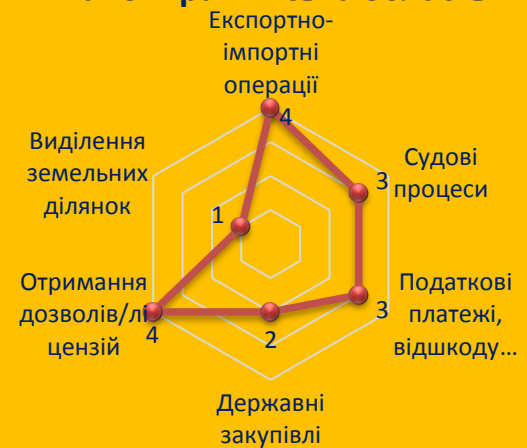 Експортно-
імпортні
операції
4
Судові
процеси
3
Податкові
платежі,
відшкоду...
3
Державні
закупівлі
2
Отримання
дозволів/лі
цензій
4
Виділення
земельних
ділянок
1